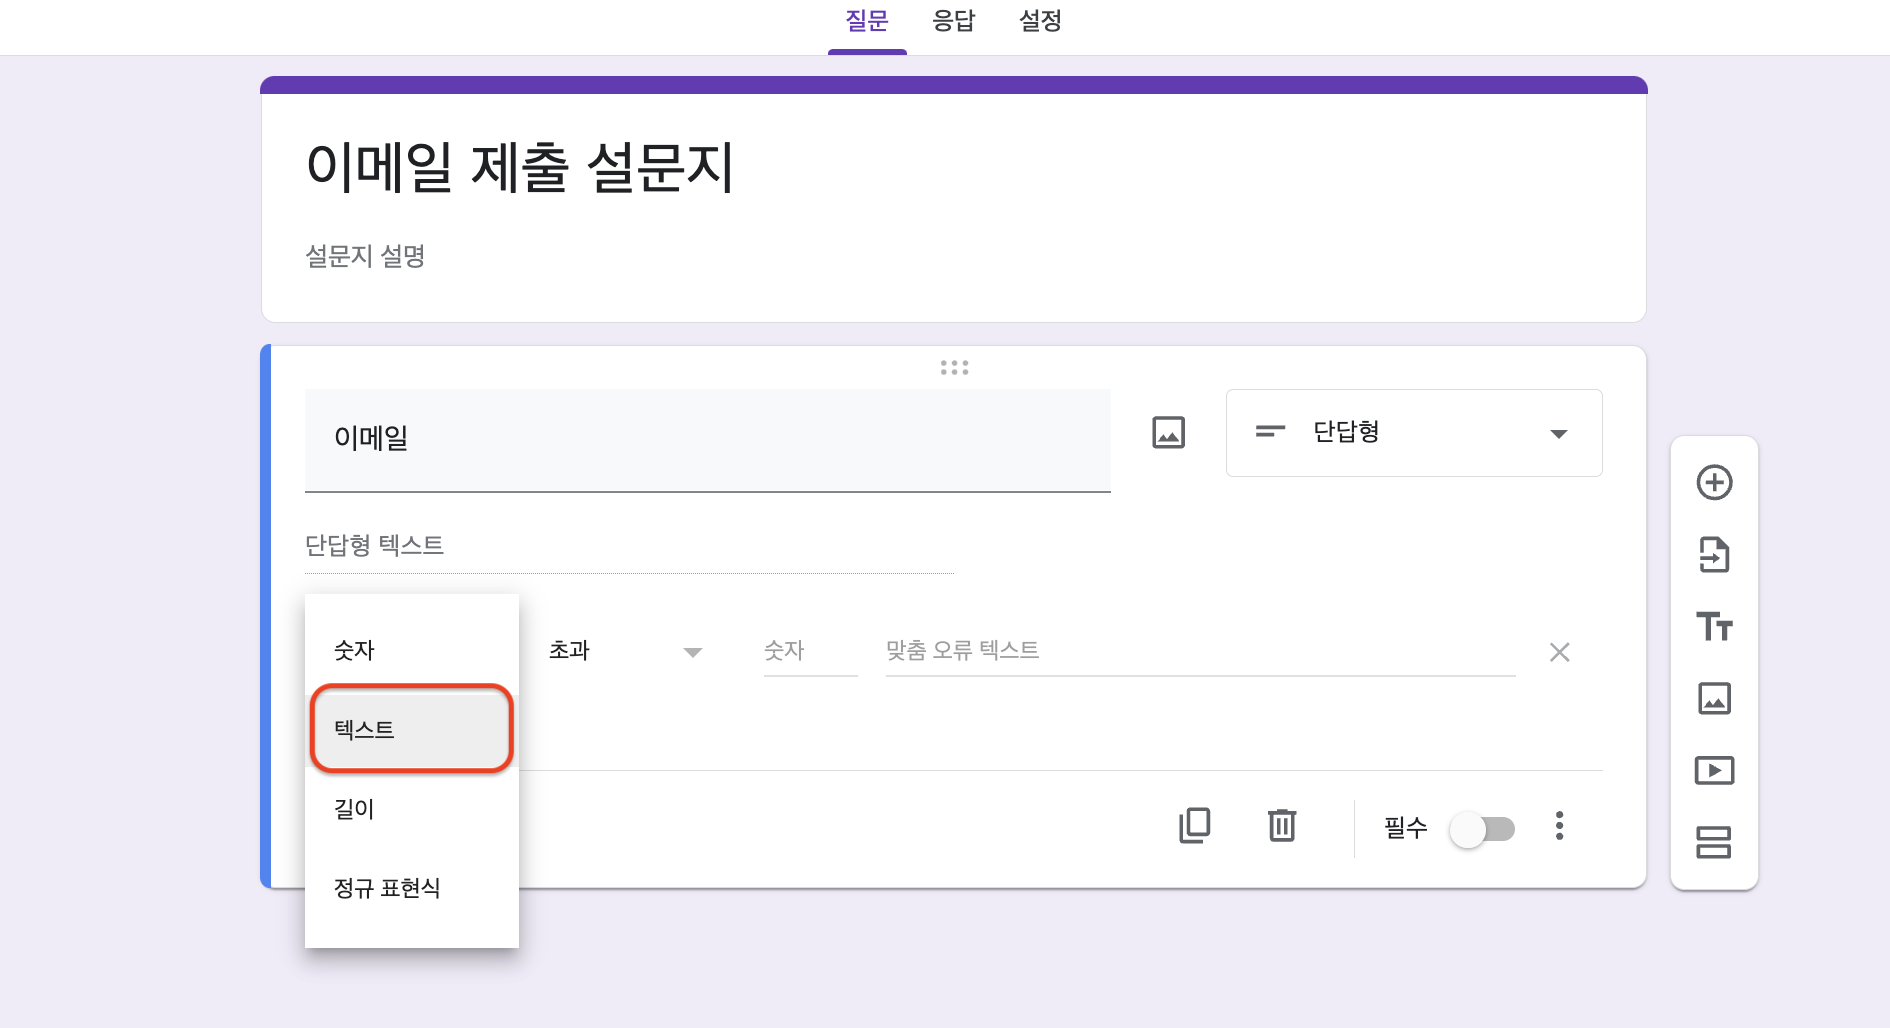 질문 응답 설정
이메일 제출 설문지
설문지 설명
이메일
단답형
단답형 텍스트
숫자
초과
숫자
맞춤 오류 텍스트
텍스트
길이
정규 표현식
필수